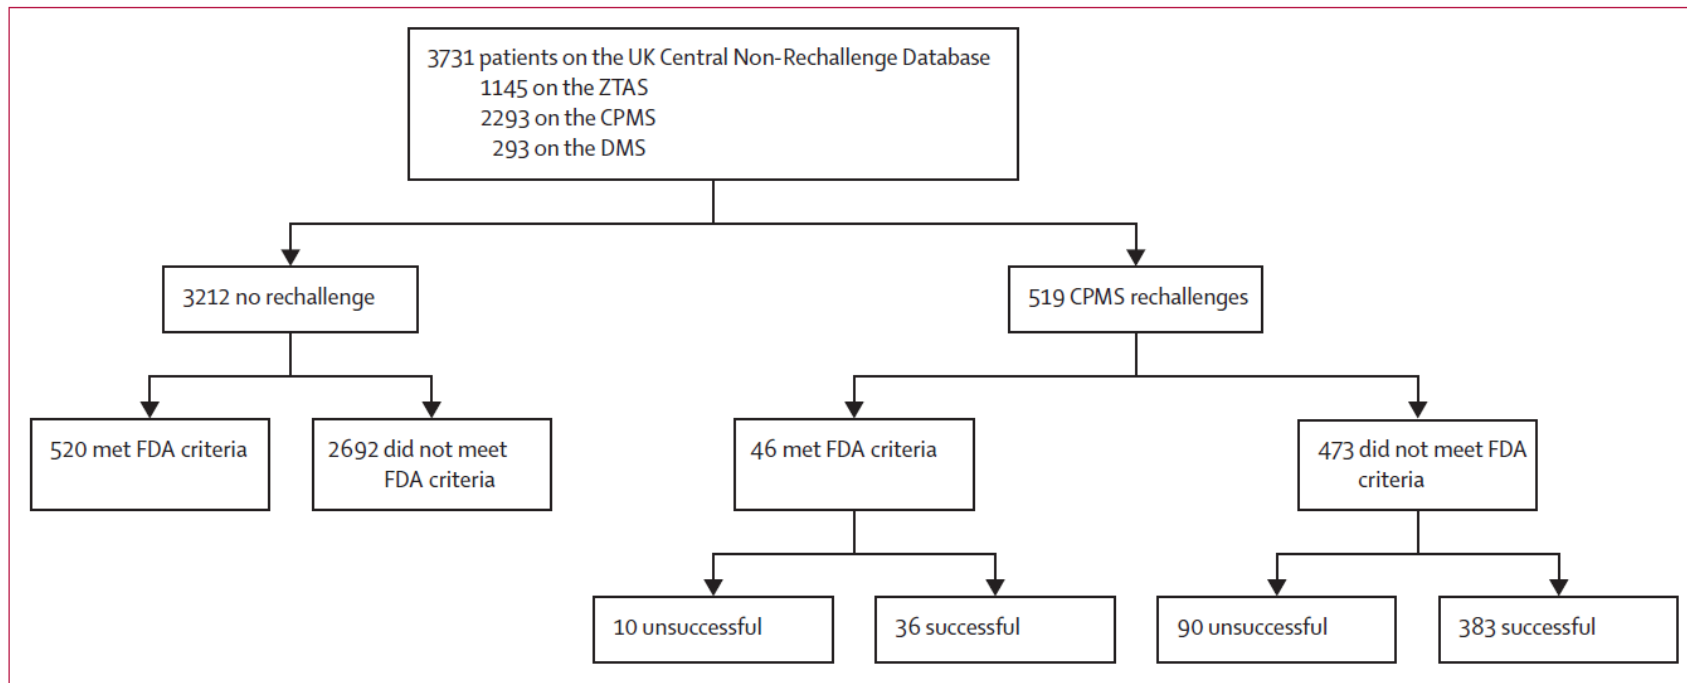 3731 patients on the UK Central Non-Rechallenge Database
1145 on the ZTAS
2293 on the CPMS
293 on the DMS
3212 no rechallenge
519 CPMS rechallenges
520 met FDA criteria
2692 did not meet
FDA criteria
46 met FDA criteria
473 did not meet FDA
criteria
10 unsuccessful
36 successful
90 unsuccessful
383 successful